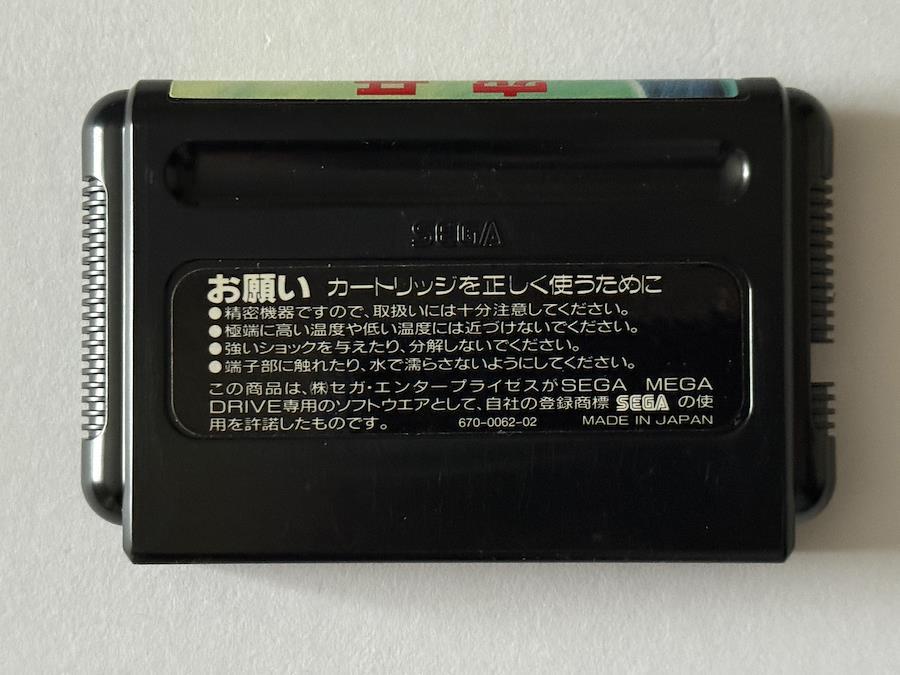 SEGA
お願い カートリッジを正しく使うために
●精密機器ですので、取扱いには十分注意してください。
●極端に高い温度や低い温度には近づけないでください。
●強いショックを与えたり、分解しないでください。
●端子部に触れたり、水で濡らさないようにしてください。
この商品は、㈱セガ・エンタープライゼスがSEGA MEGA
DRIVE専用のソフトウエアとして、自社の登録商標 SEGA の使
用を許諾したものです。 670-0062-02 MADE IN JAPAN